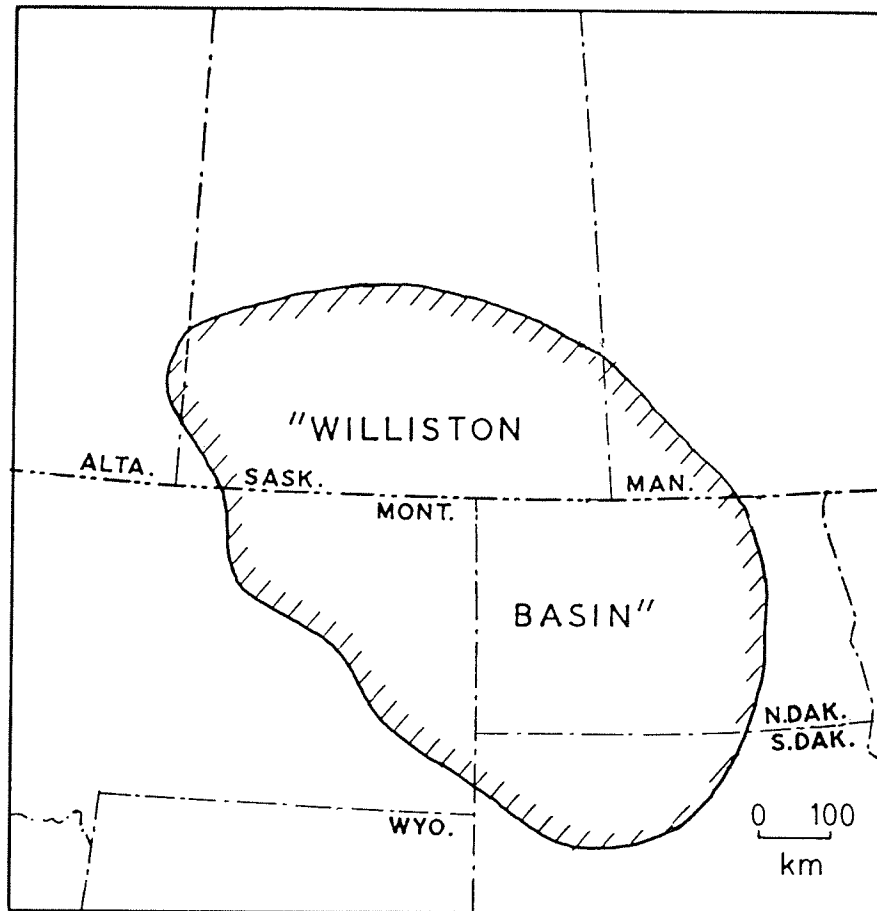 "WILLISTON
ALTA.
SASK.
MAN.
MONT.
BASIN"
N.DAK.
S.DAK.
0 100
km
WYO.